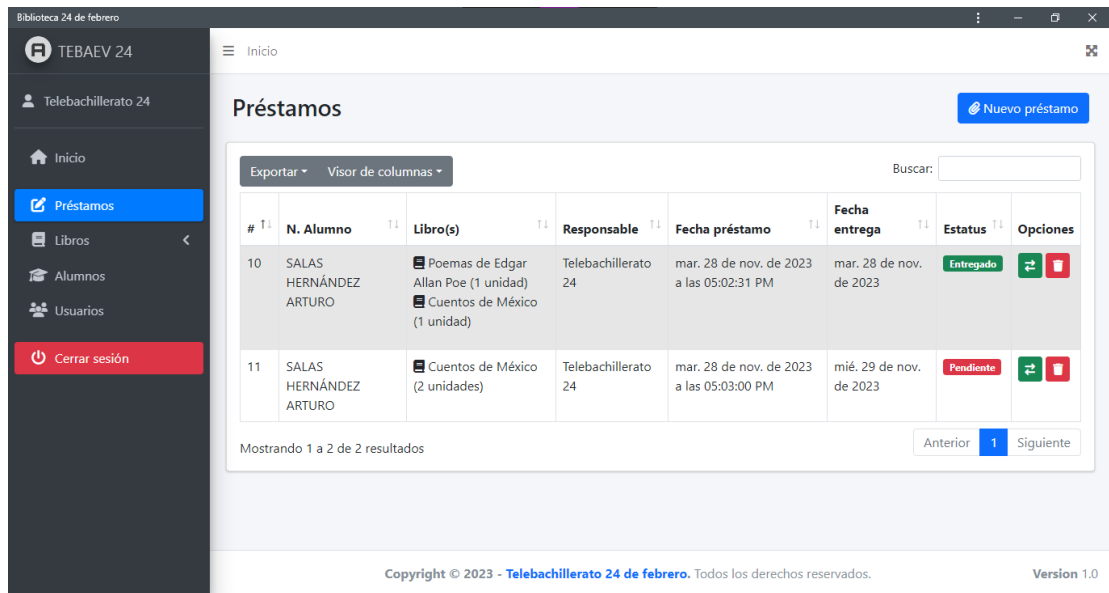 Biblioteca 24 de febrero
TEBAEV 24
Inicio
Telebachillerato 24
Inicio
Préstamos
Libros
Alumnos
Usuarios
Cerrar sesión
Préstamos
Nuevo préstamo
Exportar
Visor de columnas
Buscar:
# N. Alumno Libro(s) Responsable Fecha préstamo Fecha
entrega Estatus Opciones
10 SALAS Poemas de Edgar Telebachillerato mar. 28 de nov. de 2023 mar. 28 de nov. Entregado
HERNÁNDEZ Allan Poe (1 unidad) 24 a las 05:02:31 PM de 2023
ARTURO Cuentos de México
(1 unidad)
11 SALAS Cuentos de México Telebachillerato mar. 28 de nov. de 2023 mié. 29 de nov. Pendiente
HERNÁNDEZ (2 unidades) 24 a las 05:03:00 PM de 2023
ARTURO
Mostrando 1 a 2 de 2 resultados
Anterior 1 Siguiente
Copyright © 2023 - Telebachillerato 24 de febrero. Todos los derechos reservados.
Version 1.0